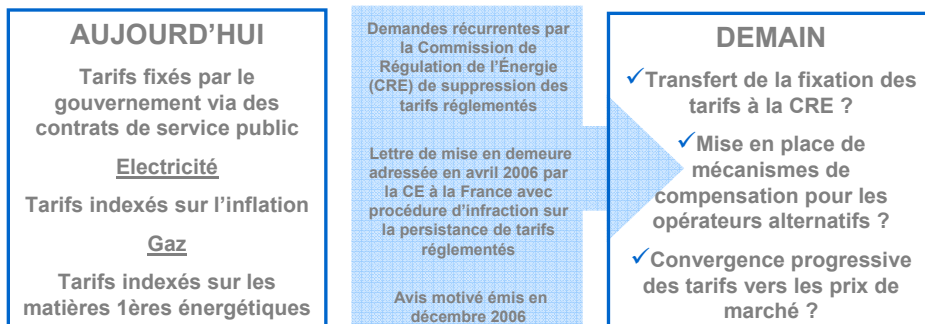 AUJOURD’HUI
Tarifs fixés par le
gouvernement via des
contrats de service public
Electricité
Tarifs indexés sur l’inflation
Gaz
Tarifs indexés sur les
matières 1ères énergétiques
Demandes récurrentes par
la Commission de
Régulation de l’Énergie
(CRE) de suppression des
tarifs réglementés
Lettre de mise en demeure
adressée en avril 2006 par
la CE à la France avec
procédure d’infraction sur
la persistance de tarifs
réglementés
Avis motivé émis en
décembre 2006
DEMAIN
✓Transfert de la fixation des
tarifs à la CRE ?
✓Mise en place de
mécanismes de
compensation pour les
opérateurs alternatifs ?
✓Convergence progressive
des tarifs vers les prix de
marché ?